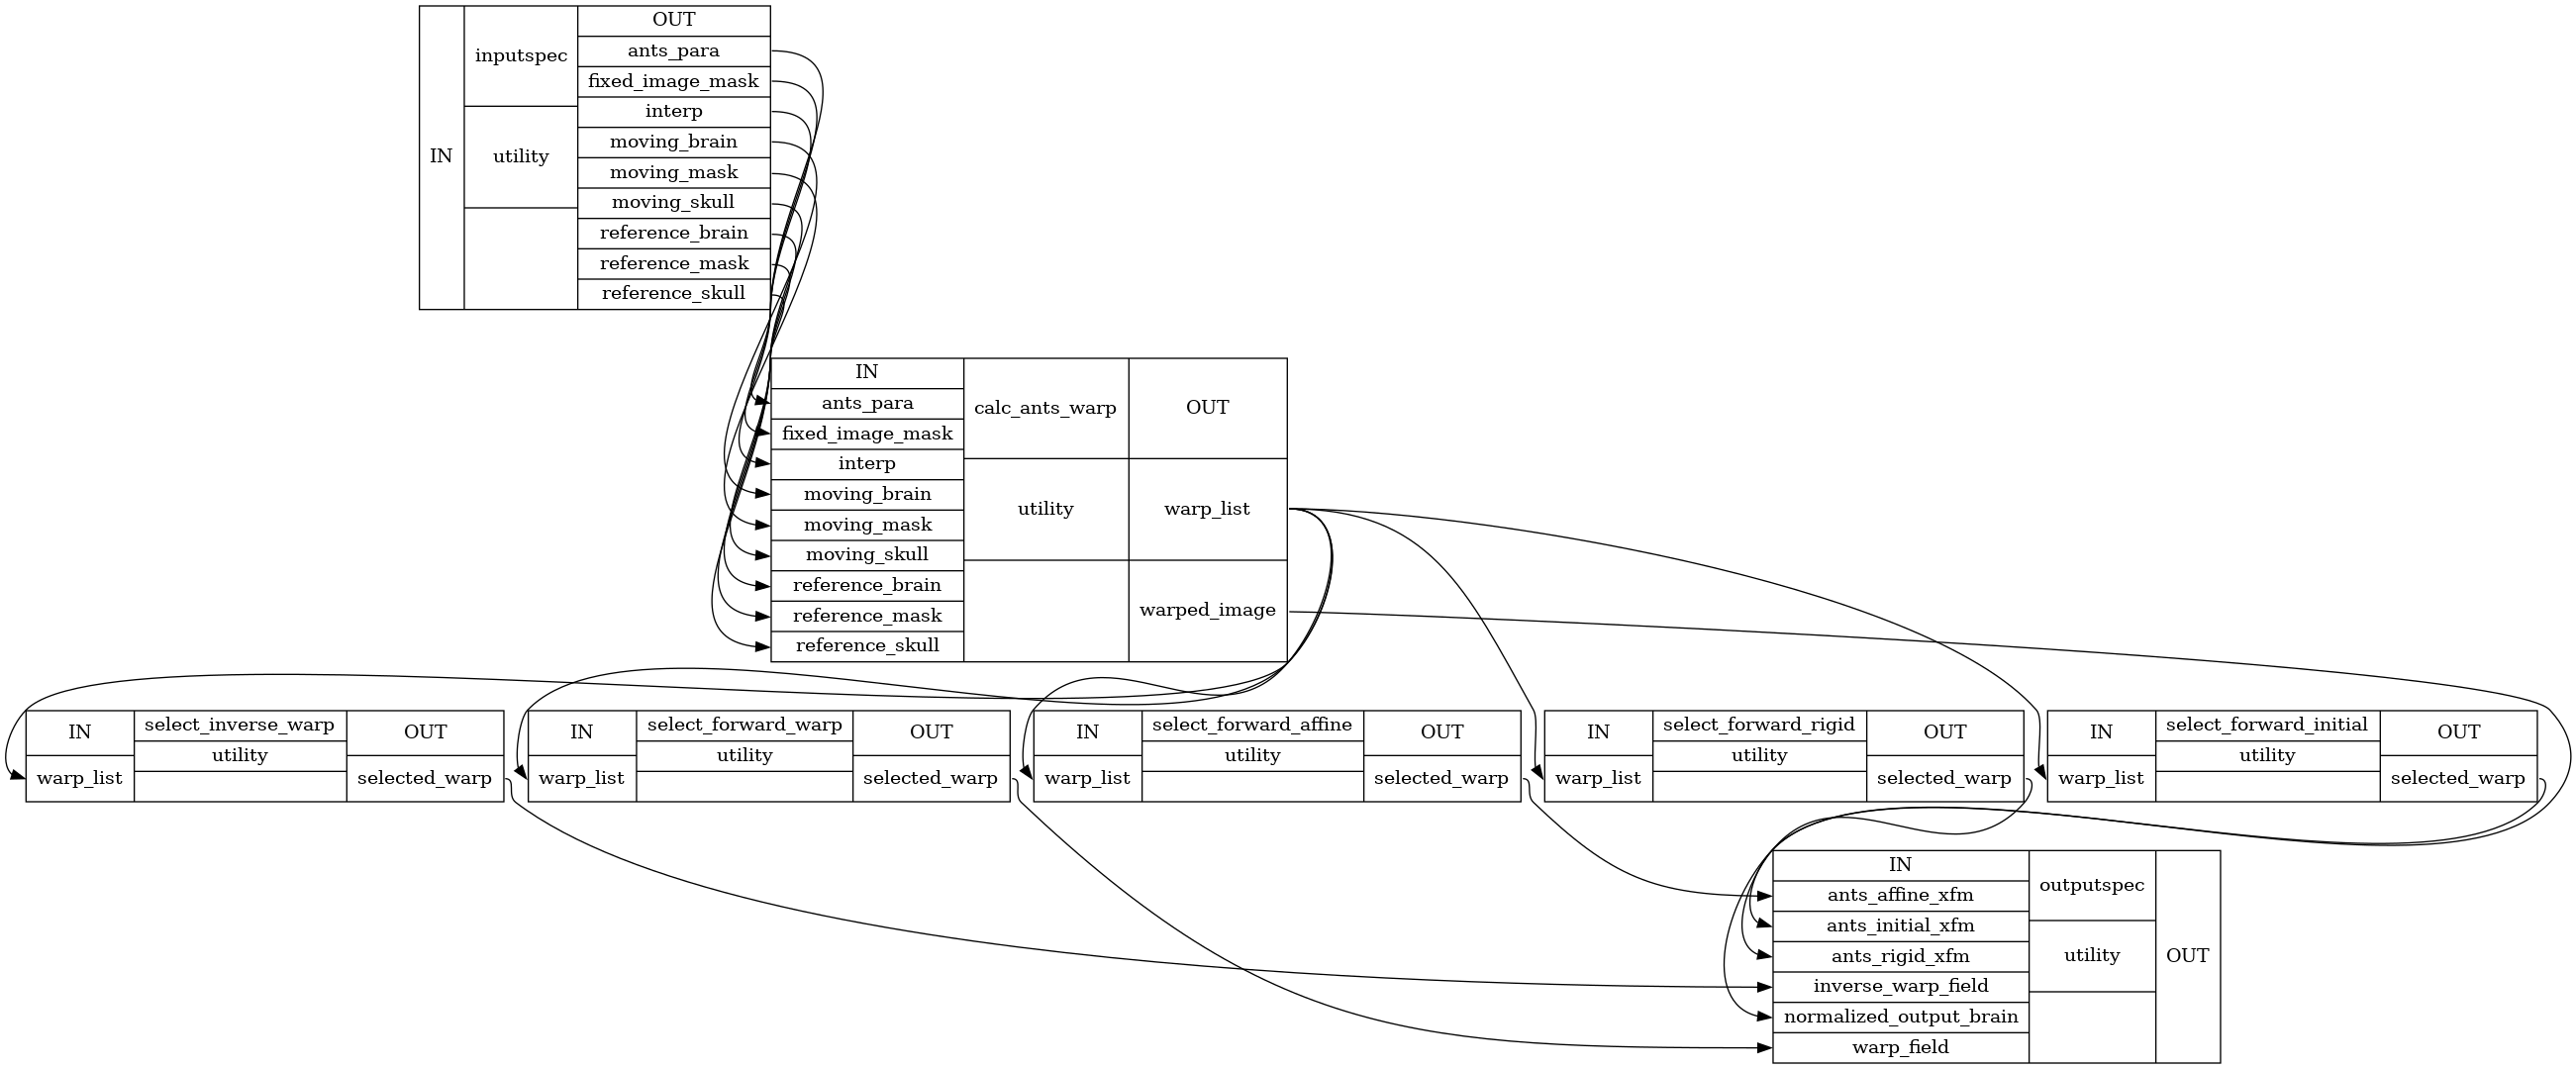 IN
inputspec
utility
OUT
ants_para
fixed_image_mask
interp
moving_brain
moving_mask
moving_skull
reference_brain
reference_mask
reference_skull
IN
ants_para
fixed_image_mask
interp
moving_brain
moving_mask
moving_skull
reference_brain
reference_mask
reference_skull
calc_ants_warp
utility
OUT
warp_list
warped_image
IN
warp_list
select_inverse_warp
utility
OUT
selected_warp
IN
warp_list
select_forward_warp
utility
OUT
selected_warp
IN
warp_list
select_forward_affine
utility
OUT
selected_warp
IN
warp_list
select_forward_rigid
utility
OUT
selected_warp
IN
warp_list
select_forward_initial
utility
OUT
selected_warp
IN
ants_affine_xfm
ants_initial_xfm
ants_rigid_xfm
inverse_warp_field
normalized_output_brain
warp_field
outputspec
utility
OUT